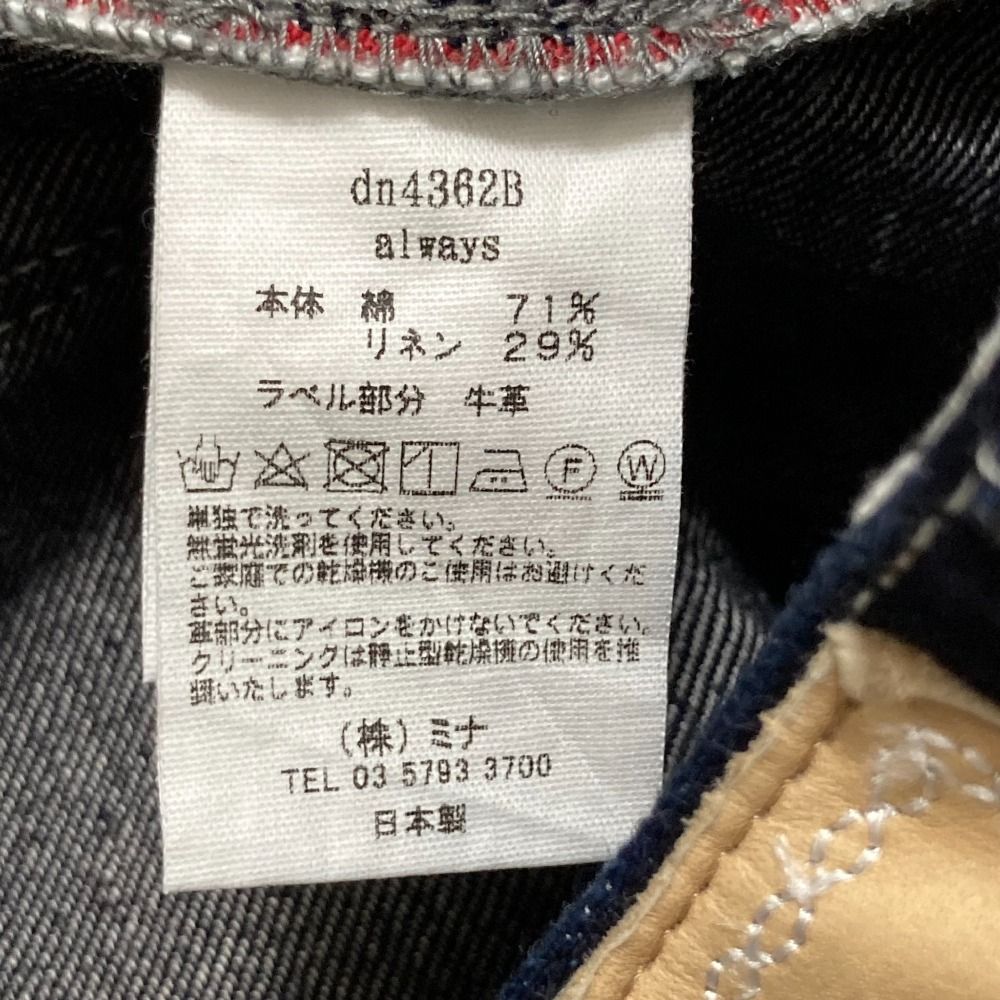 dn4362B
always
本体 綿 71%
リネン 29%
ラベル部分 牛革
F W
単独で洗ってください。
無蛍光洗剤を使用してください。
ご家庭での乾燥機のご使用はお避けくだ
さい。
革部分にアイロンをかけないでください。
クリーニングは静止型乾燥機の使用を推
奨いたします。
(株)ミナ
TEL 03 5793 3700
日本製